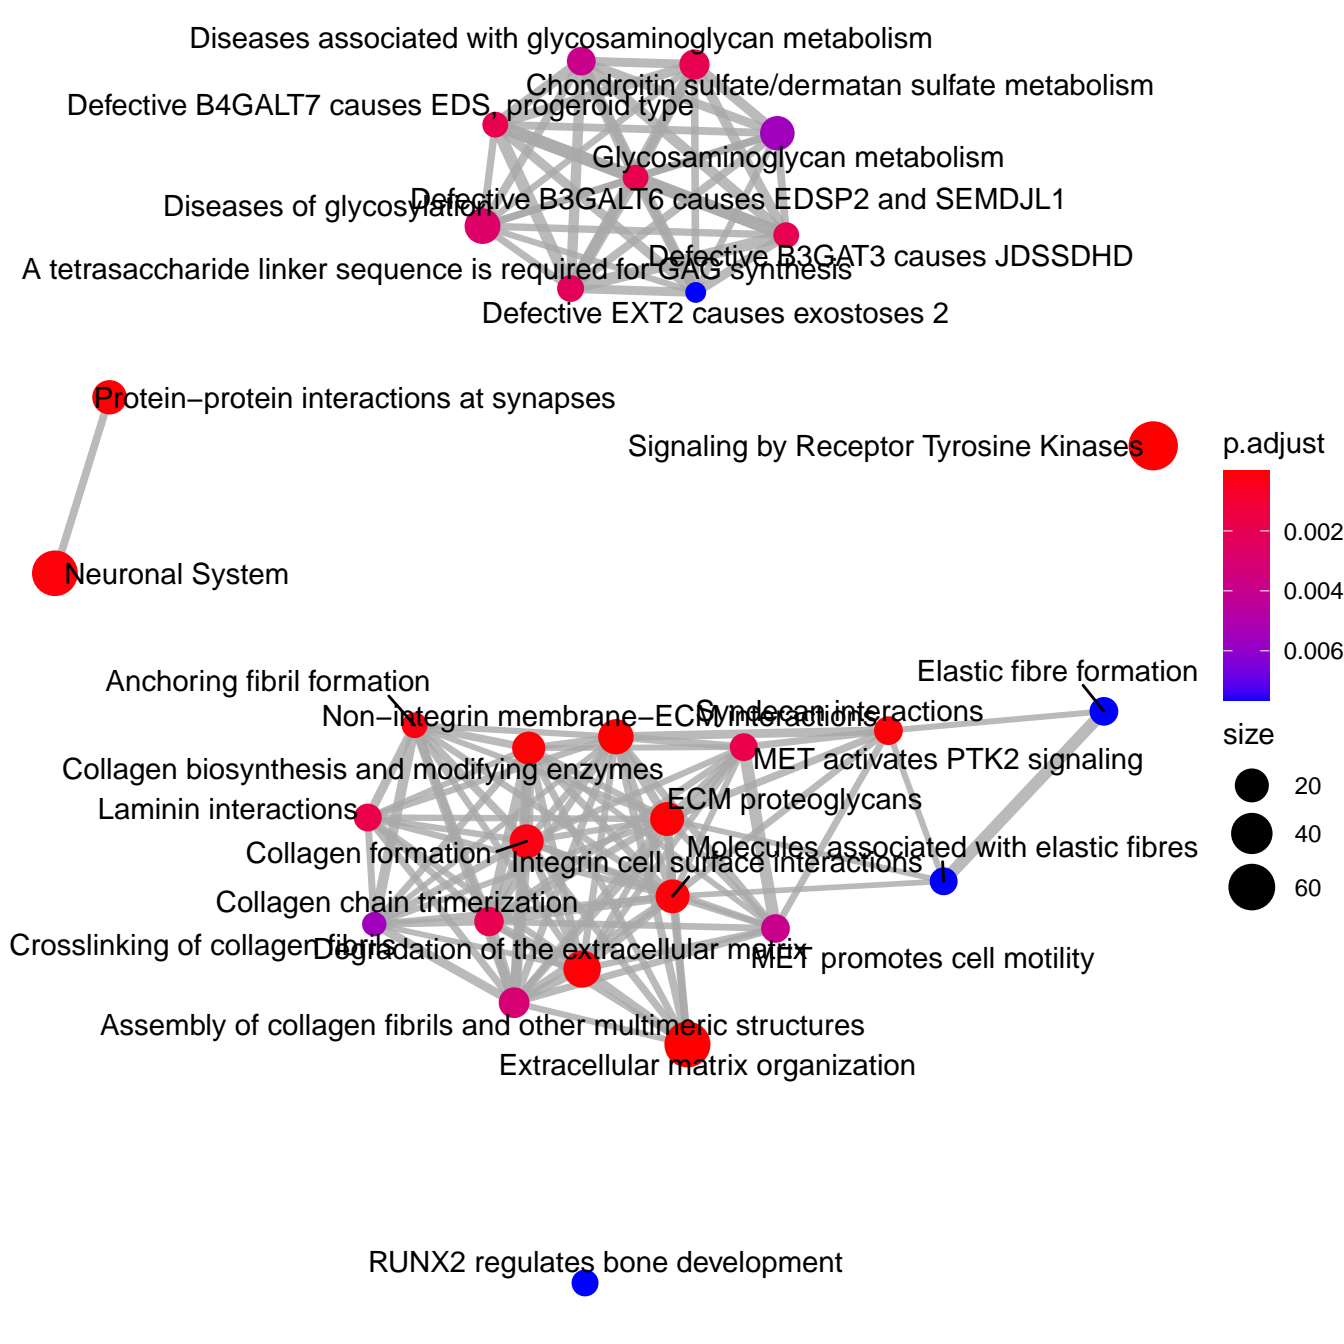 Diseases associated with glycosaminoglycan metabolism
Chondroitin sulfate/dermatan sulfate metabolism
Defective B4GALT7 causes EDS, progeroid type
Glycosaminoglycan metabolism
Defective B3GALT6 causes EDSP2 and SEMDJL1
Diseases of glycosylation
Defective B3GAT3 causes JDSSDHD
A tetrasaccharide linker sequence is required for GAG synthesis
Defective EXT2 causes exostoses 2
Protein−protein interactions at synapses
Signaling by Receptor Tyrosine Kinases
Neuronal System
Elastic fibre formation
Anchoring fibril formation
Syndecan interactions
Non−integrin membrane−ECM interactions
MET activates PTK2 signaling
Collagen biosynthesis and modifying enzymes
ECM proteoglycans
Laminin interactions
Molecules associated with elastic fibres
Collagen formation
Integrin cell surface interactions
Collagen chain trimerization
Crosslinking of collagen fibrils
Degradation of the extracellular matrix
MET promotes cell motility
Assembly of collagen fibrils and other multimeric structures
Extracellular matrix organization
RUNX2 regulates bone development
p.adjust
0.002
0.004
0.006
size
20
40
60